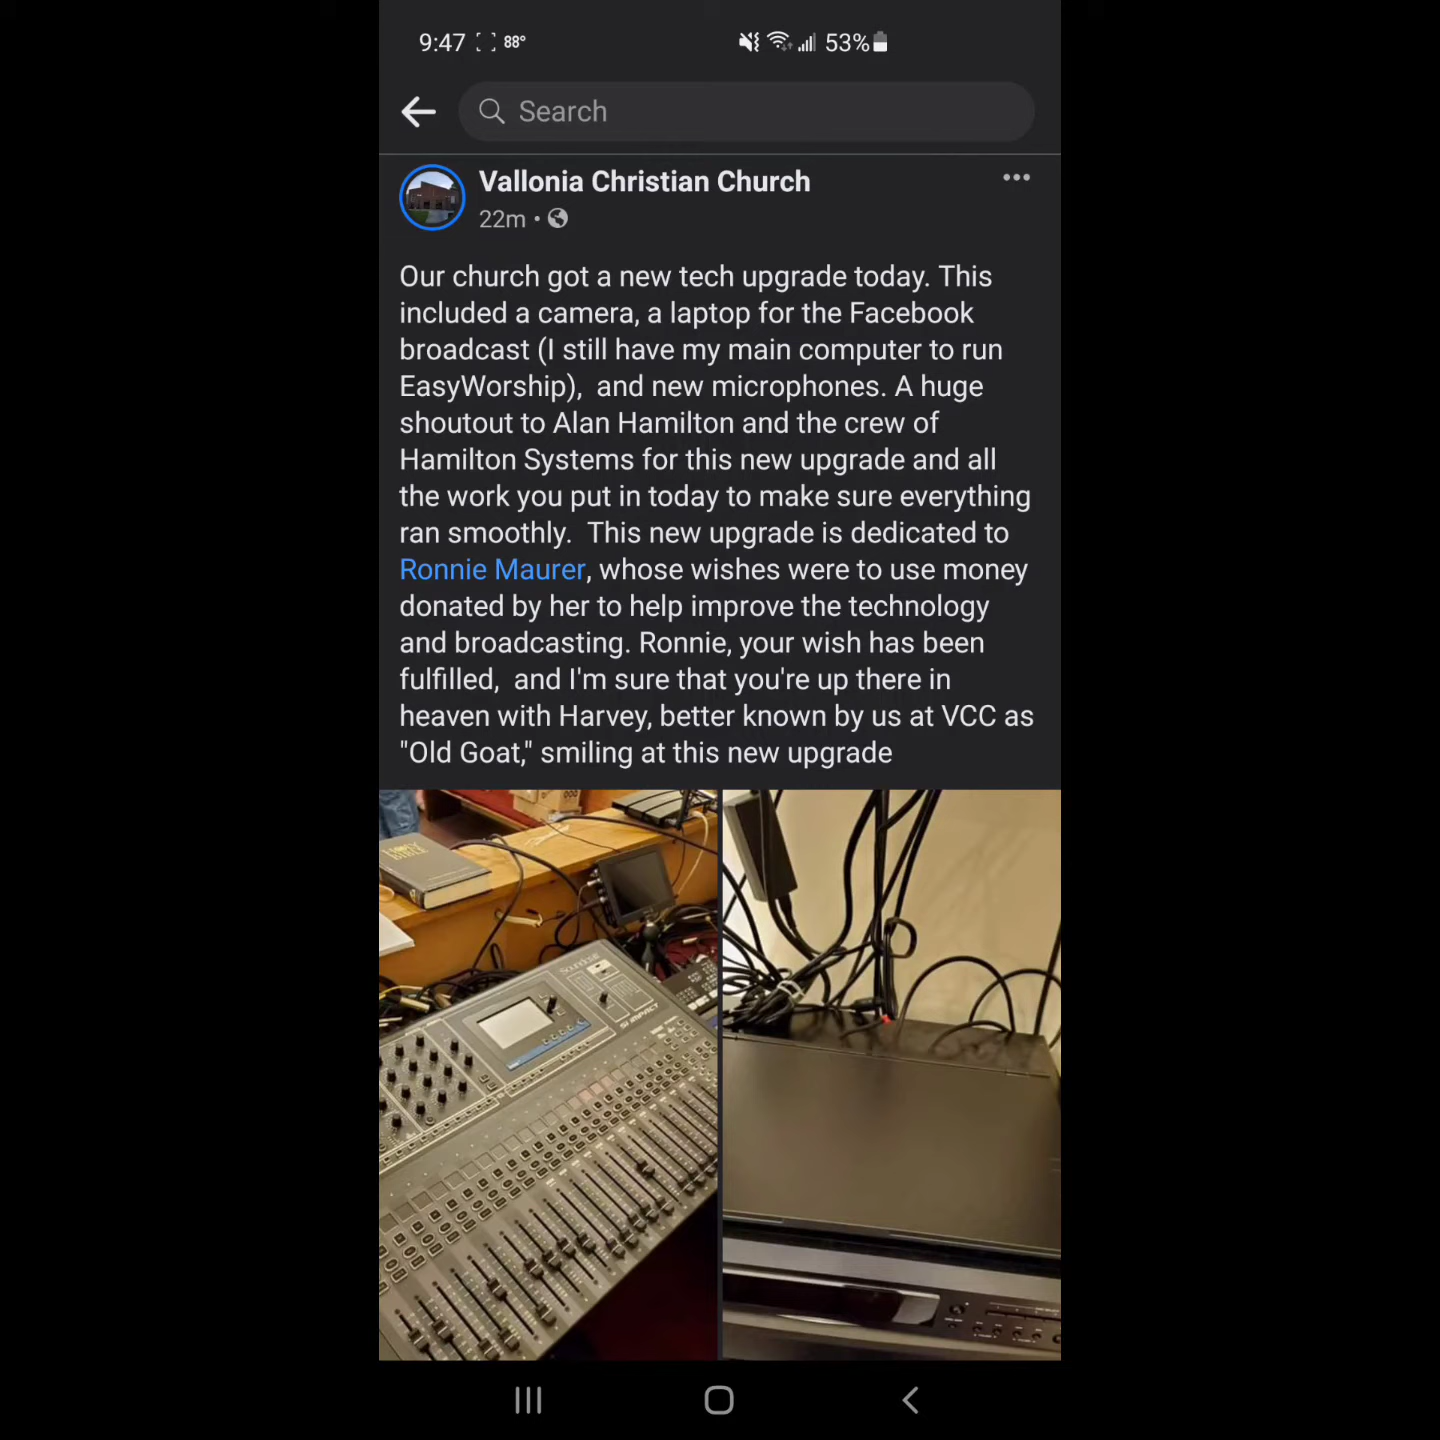 9:47 88° 53%
Search
Vallonia Christian Church
22m •
Our church got a new tech upgrade today. This
included a camera, a laptop for the Facebook
broadcast (I still have my main computer to run
EasyWorship),  and new microphones. A huge
shoutout to Alan Hamilton and the crew of
Hamilton Systems for this new upgrade and all
the work you put in today to make sure everything
ran smoothly.  This new upgrade is dedicated to
Ronnie Maurer, whose wishes were to use money
donated by her to help improve the technology
and broadcasting. Ronnie, your wish has been
fulfilled,  and I'm sure that you're up there in
heaven with Harvey, better known by us at VCC as
"Old Goat," smiling at this new upgrade
HOLY
BIBLE
Soundcraft
Si IMPACT